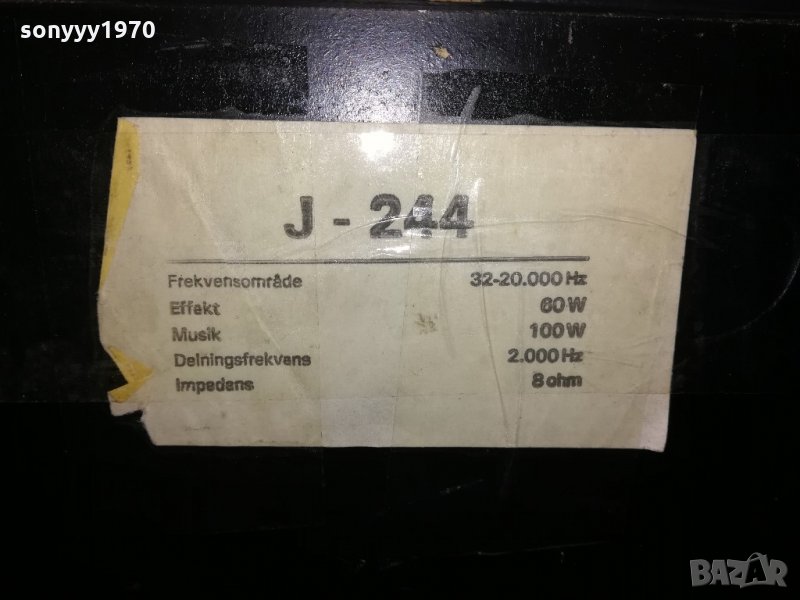 sonyyy1970
J - 244
Frekvensområde 32-20.000 Hz
Effekt 60 W
Musik 100 W
Delningsfrekvens 2.000 Hz
Impedans 8 ohm
BAZAR